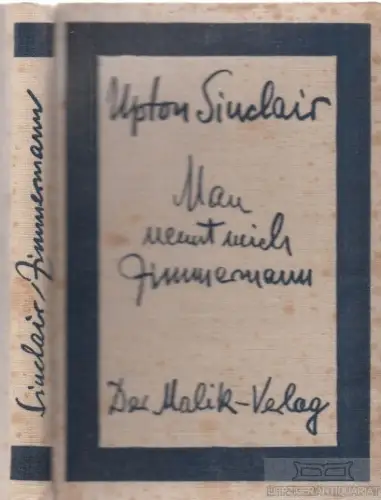 Sinclair / Zimmermann
Upton Sinclair
Man
nennt mich
Zimmermann
Der Malik-Verlag